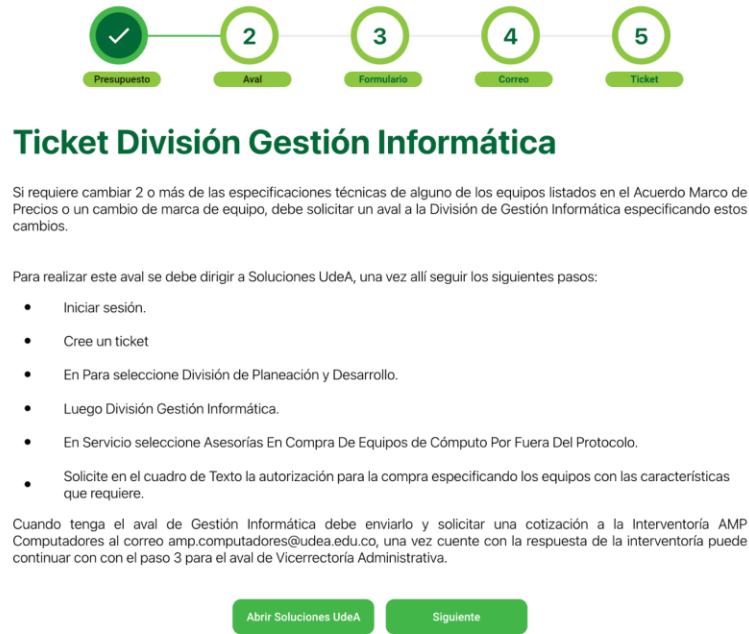 2 3 4 5
Presupuesto Aval Formulario Correo Ticket
Ticket División Gestión Informática
Si requiere cambiar 2 o más de las especificaciones técnicas de alguno de los equipos listados en el Acuerdo Marco de
Precios o un cambio de marca de equipo, debe solicitar un aval a la División de Gestión Informática especificando estos
cambios.
Para realizar este aval se debe dirigir a Soluciones UdeA, una vez allí seguir los siguientes pasos:
• Iniciar sesión.
• Cree un ticket
• En Para seleccione División de Planeación y Desarrollo.
• Luego División Gestión Informática.
• En Servicio seleccione Asesorías En Compra De Equipos de Cómputo Por Fuera Del Protocolo.
• Solicite en el cuadro de Texto la autorización para la compra especificando los equipos con las características
que requiere.
Cuando tenga el aval de Gestión Informática debe enviarlo y solicitar una cotización a la Interventoría AMP
Computadores al correo amp.computadores@udea.edu.co, una vez cuente con la respuesta de la interventoría puede
continuar con con el paso 3 para el aval de Vicerrectoría Administrativa.
Abrir Soluciones UdeA Siguiente